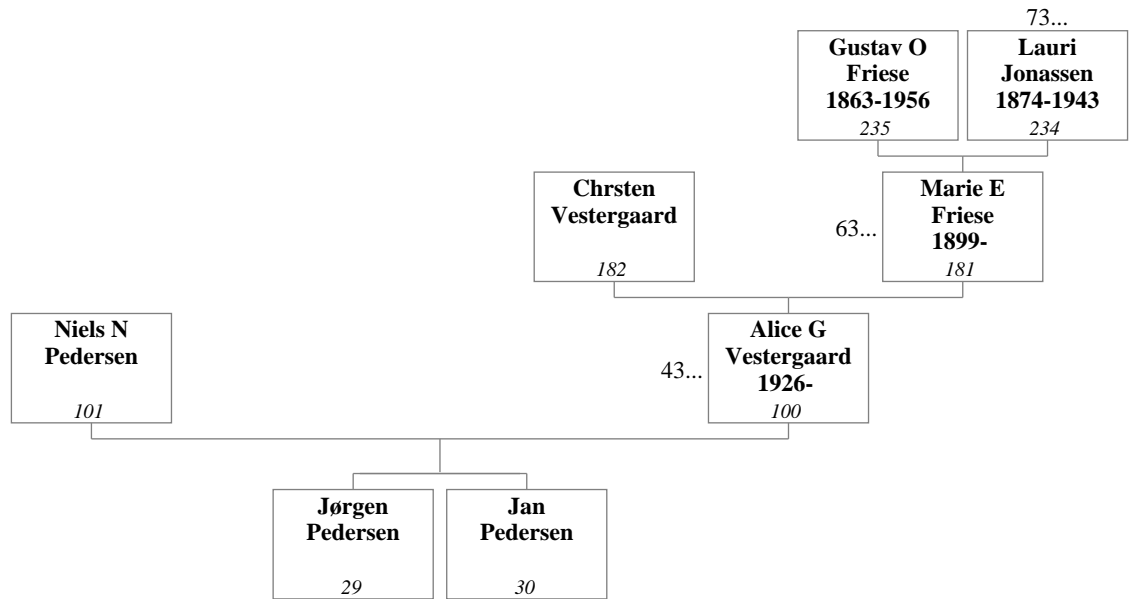 73...
Gustav O
Friese
1863-1956
235
Lauri
Jonassen
1874-1943
234
Chrsten
Vestergaard
182
63...
Marie E
Friese
1899-
181
Niels N
Pedersen
101
43...
Alice G
Vestergaard
1926-
100
Jørgen
Pedersen
29
Jan
Pedersen
30